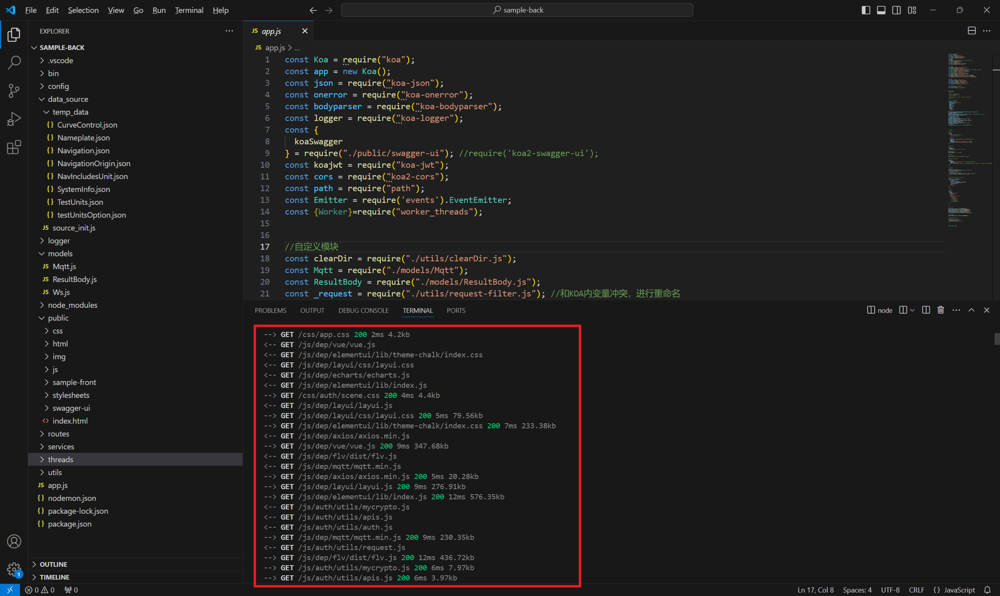 File Edit Selection View Go Run Terminal Help
sample-back
EXPLORER
SAMPLE-BACK
.vscode
bin
config
data_source
temp_data
{} CurveControl.json
{} Nameplate.json
{} Navigation.json
{} NavigationOrigin.json
{} NavIncludesUnit.json
{} SystemInfo.json
{} TestUnits.json
{} testUnitsOption.json
JS source_init.js
logger
models
JS Mqtt.js
JS ResultBody.js
JS Ws.js
node_modules
public
css
html
img
js
sample-front
stylesheets
swagger-ui
<> index.html
routes
services
threads
utils
JS app.js
{} nodemon.json
{} package-lock.json
{} package.json
OUTLINE
TIMELINE
JS app.js
JS app.js > ...
1 const Koa = require("koa");
2 const app = new Koa();
3 const json = require("koa-json");
4 const onerror = require("koa-onerror");
5 const bodyparser = require("koa-bodyparser");
6 const logger = require("koa-logger");
7 const {
8 koaSwagger
9 } = require("./public/swagger-ui"); //require('koa2-swagger-ui');
10 const koajwt = require("koa-jwt");
11 const cors = require("koa2-cors");
12 const path = require("path");
13 const Emitter = require('events').EventEmitter;
14 const {Worker}=require("worker_threads");
15
16
17 //自定义模块
18 const clearDir = require("./utils/clearDir.js");
19 const Mqtt = require("./models/Mqtt");
20 const ResultBody = require("./models/ResultBody.js");
21 const _request = require("./utils/request-filter.js"); //和KOA内变量冲突，进行重命名
PROBLEMS OUTPUT DEBUG CONSOLE TERMINAL PORTS
node
--> GET /css/app.css 200 2ms 4.2kb
<-- GET /js/dep/vue/vue.js
<-- GET /js/dep/elementui/lib/theme-chalk/index.css
<-- GET /js/dep/layui/css/layui.css
<-- GET /js/dep/echarts/echarts.js
<-- GET /js/dep/elementui/lib/index.js
--> GET /css/auth/scene.css 200 4ms 4.4kb
<-- GET /js/dep/layui/layui.js
--> GET /js/dep/layui/css/layui.css 200 5ms 79.56kb
--> GET /js/dep/elementui/lib/theme-chalk/index.css 200 7ms 233.38kb
<-- GET /js/dep/axios/axios.min.js
--> GET /js/dep/vue/vue.js 200 9ms 347.68kb
<-- GET /js/dep/flv/dist/flv.js
<-- GET /js/dep/mqtt/mqtt.min.js
--> GET /js/dep/axios/axios.min.js 200 5ms 20.28kb
--> GET /js/dep/layui/layui.js 200 9ms 276.91kb
--> GET /js/dep/elementui/lib/index.js 200 12ms 576.35kb
<-- GET /js/auth/utils/mycrypto.js
<-- GET /js/auth/utils/apis.js
<-- GET /js/auth/utils/auth.js
--> GET /js/dep/mqtt/mqtt.min.js 200 9ms 230.35kb
<-- GET /js/auth/utils/request.js
--> GET /js/dep/flv/dist/flv.js 200 12ms 436.72kb
--> GET /js/auth/utils/mycrypto.js 200 6ms 7.97kb
--> GET /js/auth/utils/apis.js 200 6ms 3.97kb
1
0 0 0
Ln 17, Col 8 Spaces: 4 UTF-8 CRLF {} JavaScript